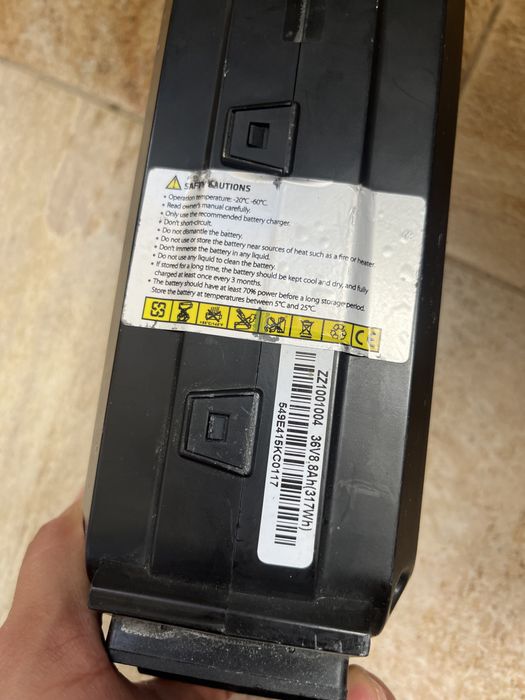 SAFETY CAUTIONS
• Operation temperature: -20℃ -60℃.
• Read owner's manual carefully.
• Only use the recommended battery charger.
• Don't short-circuit.
• Do not dismantle the battery.
• Do not use or store the battery near sources of heat such as a fire or heater.
• Don't immerse the battery in any liquid.
• Do not use any liquid to clean the battery.
• If stored for a long time, the battery should be kept cool and dry, and fully
charged at least once every 3 months.
• The battery should have at least 70% power before a long storage period.
Store the battery at temperatures between 5℃ and 25℃.
CE
ZZ1001004 36V8.8Ah(317Wh)
549E415KC0117